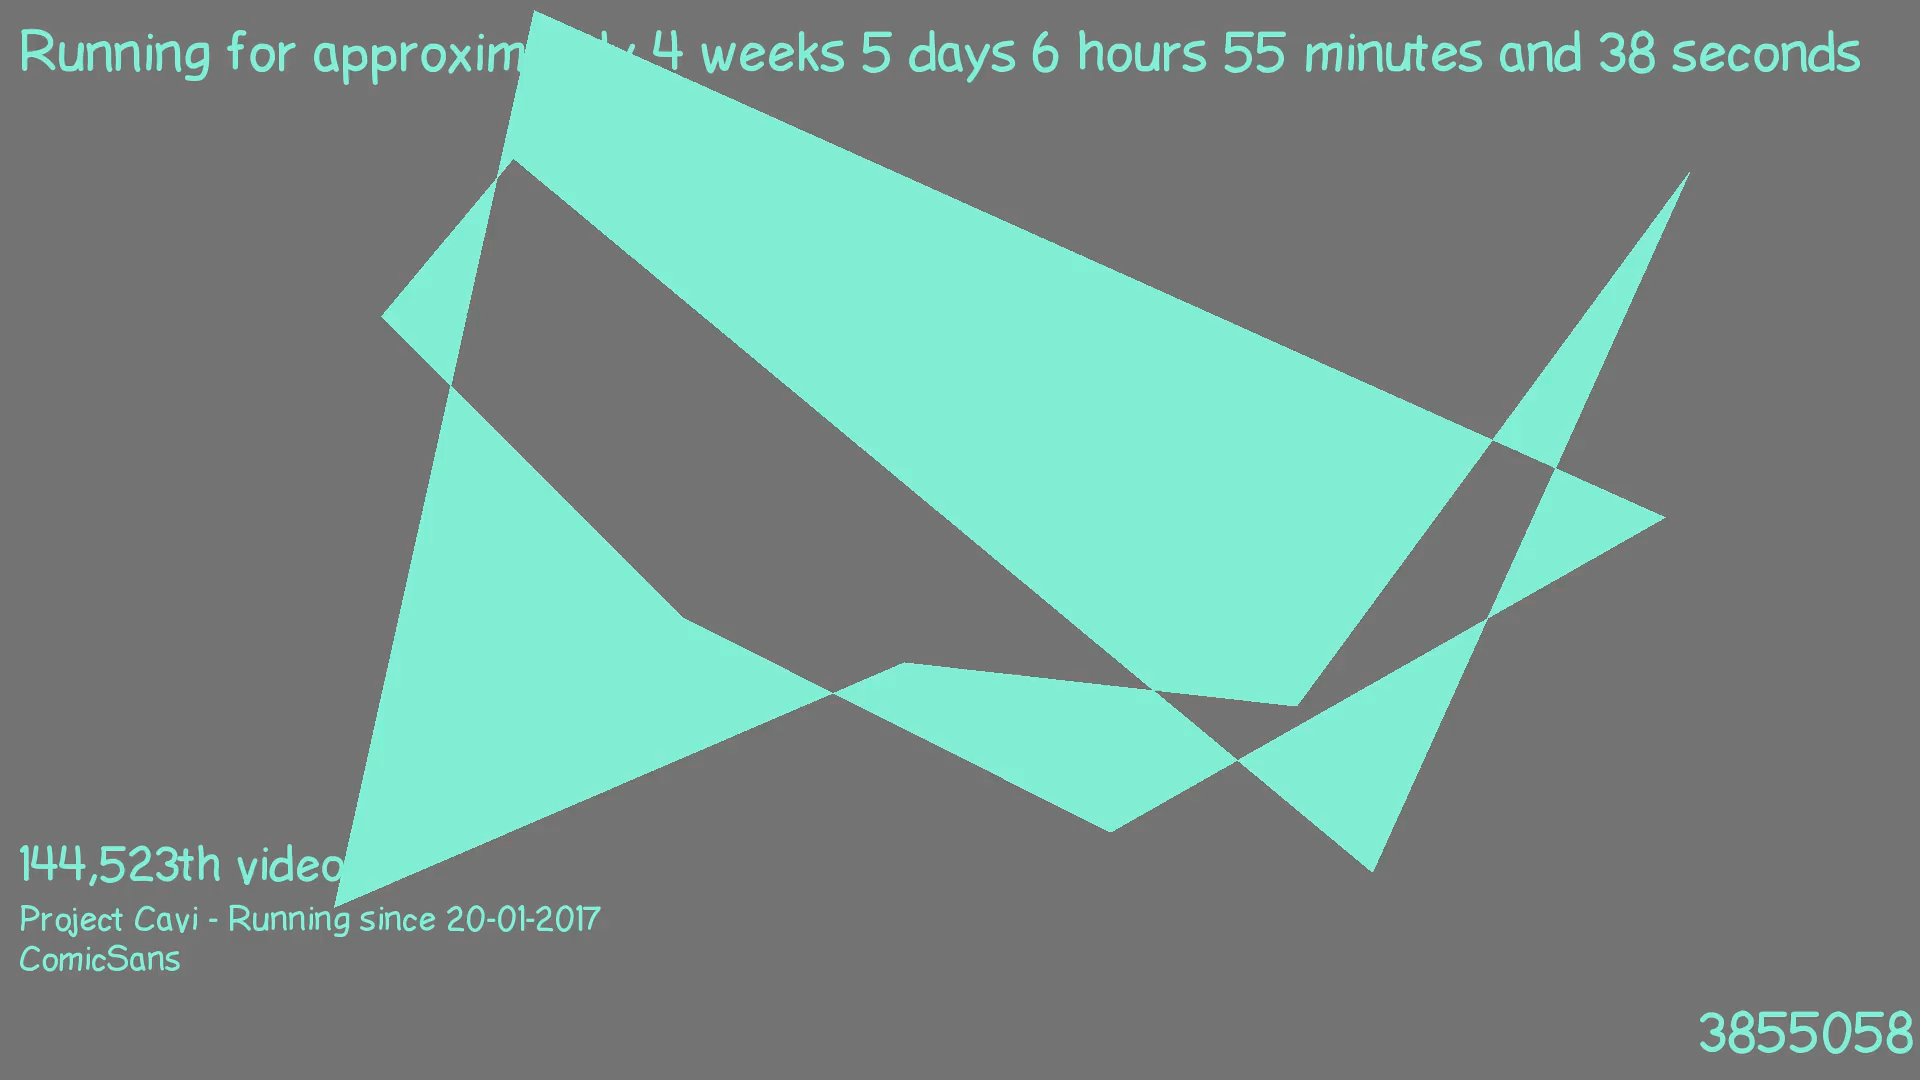 Running for approxim y 4 weeks 5 days 6 hours 55 minutes and 38 seconds
144,523th video
Project Cavi - Running since 20-01-2017
ComicSans
3855058